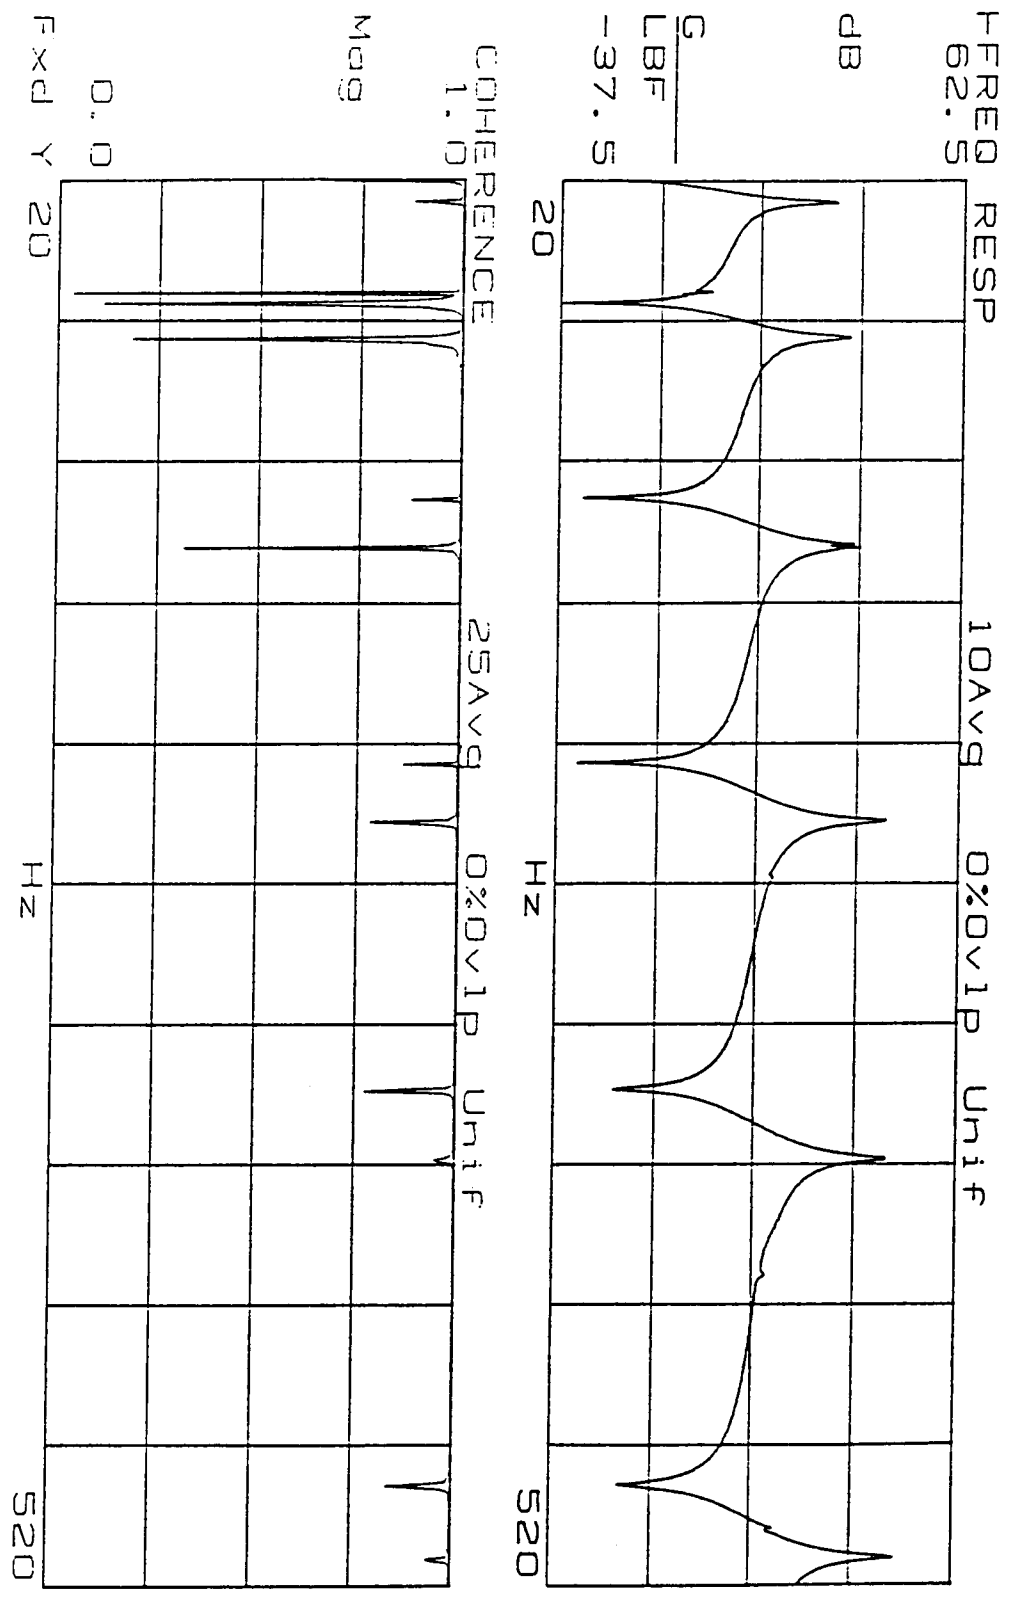 FREQ RESP 10Avg 0%Ovlp Unif
62.5
dB
G
LBF
-37.5
20 Hz 520
COHERENCE 25Avg 0%Ovlp Unif
1.0
Mag
0.0
Fxd Y 20 Hz 520